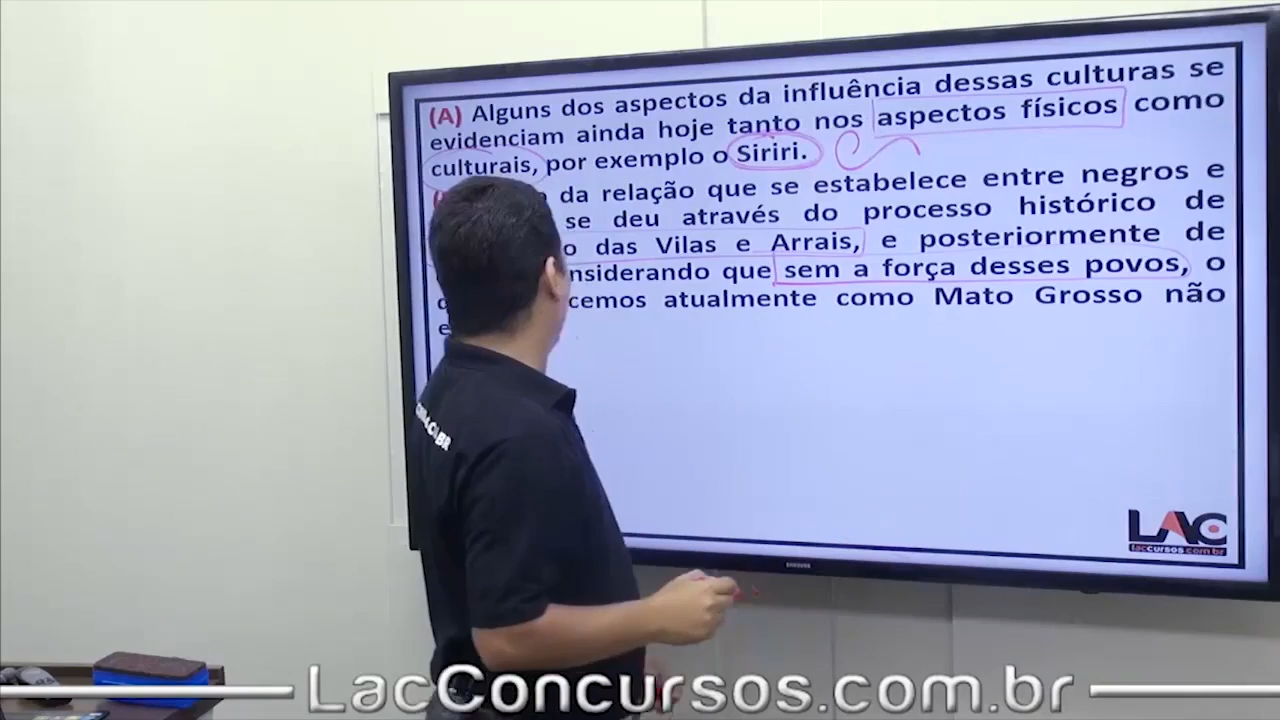 (A) Alguns dos aspectos da influência dessas culturas se
evidenciam ainda hoje tanto nos aspectos físicos como
culturais, por exemplo o Siriri.
da relação que se estabelece entre negros e
se deu através do processo histórico de
das Vilas e Arrais, e posteriormente de
que sem a força desses povos, o
atualmente como Mato Grosso não
LAC
laccursos.com.br
SAMSUNG
LacConcursos.com.br